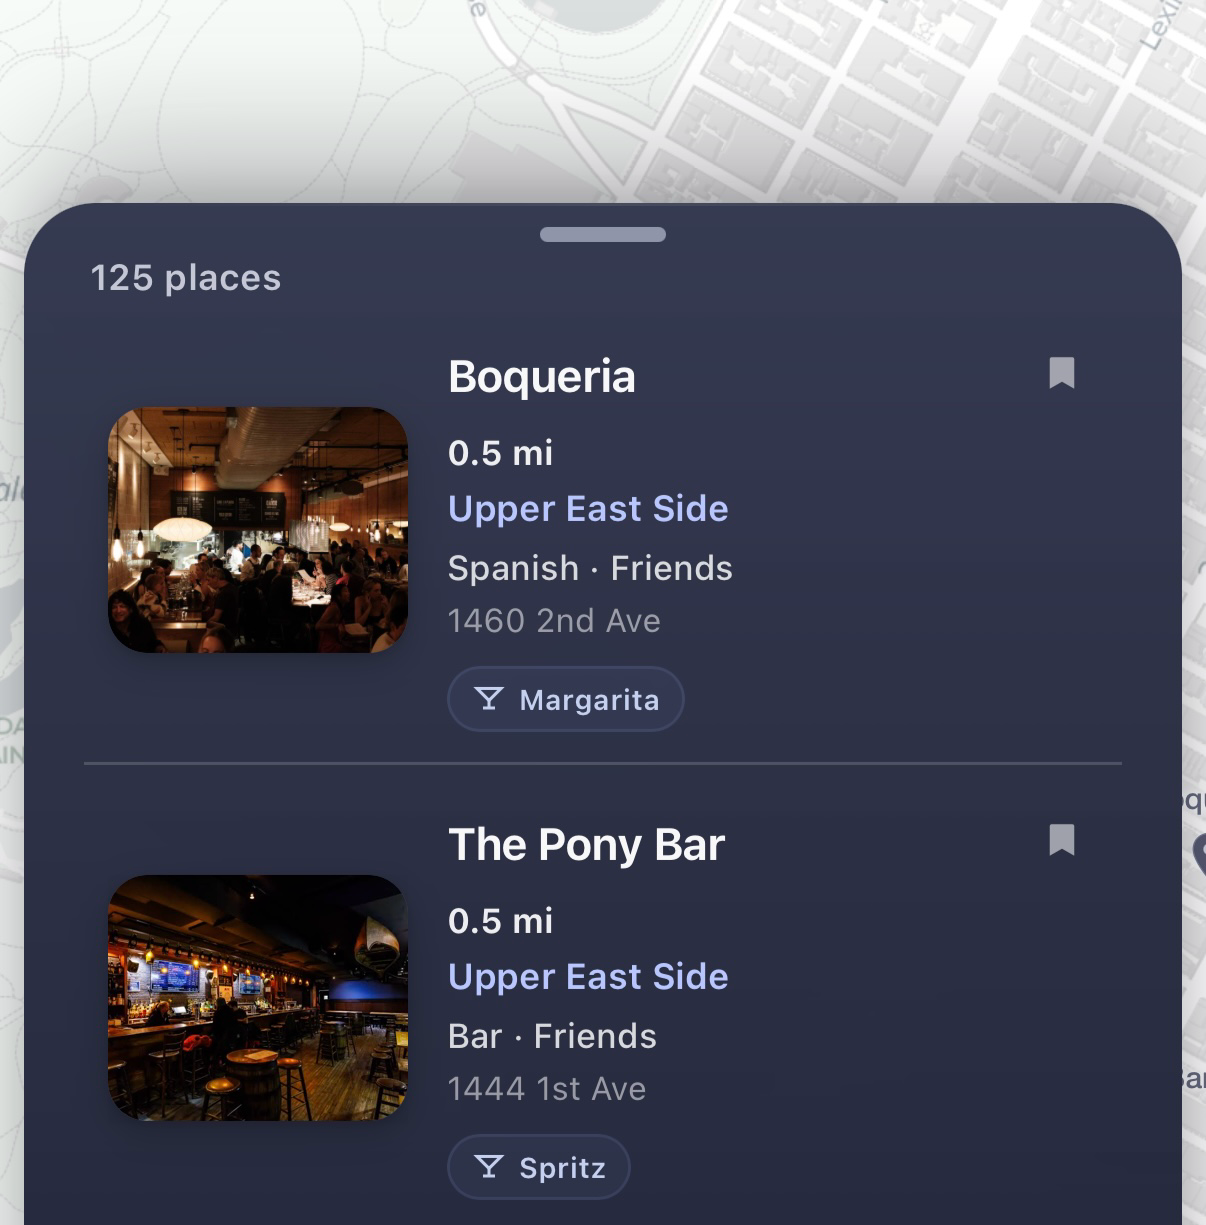 125 places
Boqueria
0.5 mi
Upper East Side
Spanish · Friends
1460 2nd Ave
Margarita
The Pony Bar
0.5 mi
Upper East Side
Bar · Friends
1444 1st Ave
Spritz